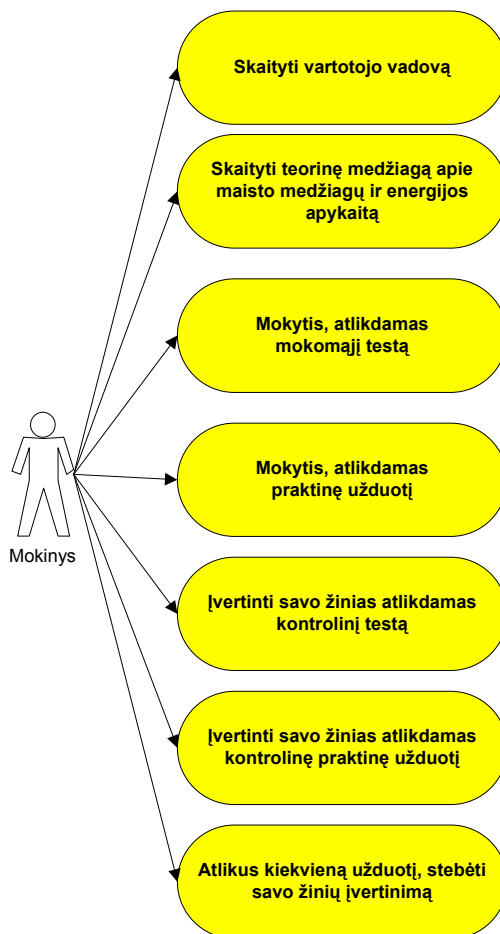 Skaityti vartotojo vadovą
Skaityti teorinę medžiagą apie
maisto medžiagų ir energijos
apykaitą
Mokytis, atlikdamas
mokomąjį testą
Mokytis, atlikdamas
praktinę užduotį
Mokinys
Įvertinti savo žinias atlikdamas
kontrolinį testą
Įvertinti savo žinias atlikdamas
kontrolinę praktinę užduotį
Atlikus kiekvieną užduotį, stebėti
savo žinių įvertinimą